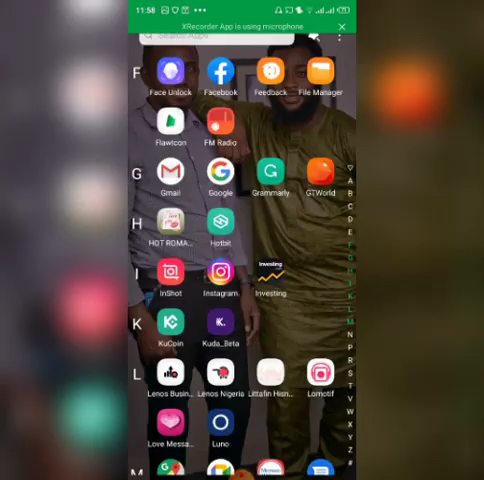 11:58
XRecorder App is using microphone
Search Apps
F
Face Unlock Facebook Feedback File Manager
FlawIcon FM Radio
G
Gmail Google Grammarly GTWorld
H
HOT ROMA... Hotbit
I
Investing
InShot Instagram Investing
K
K.
KuCoin Kuda_Beta
L
Lenos Busin... Lenos Nigeria Littafin Hisn... Lomotif
Love Messa... Luno
M
A
B
C
D
E
F
G
H
I
K
L
M
N
P
R
S
T
V
W
X
Y
Z
#